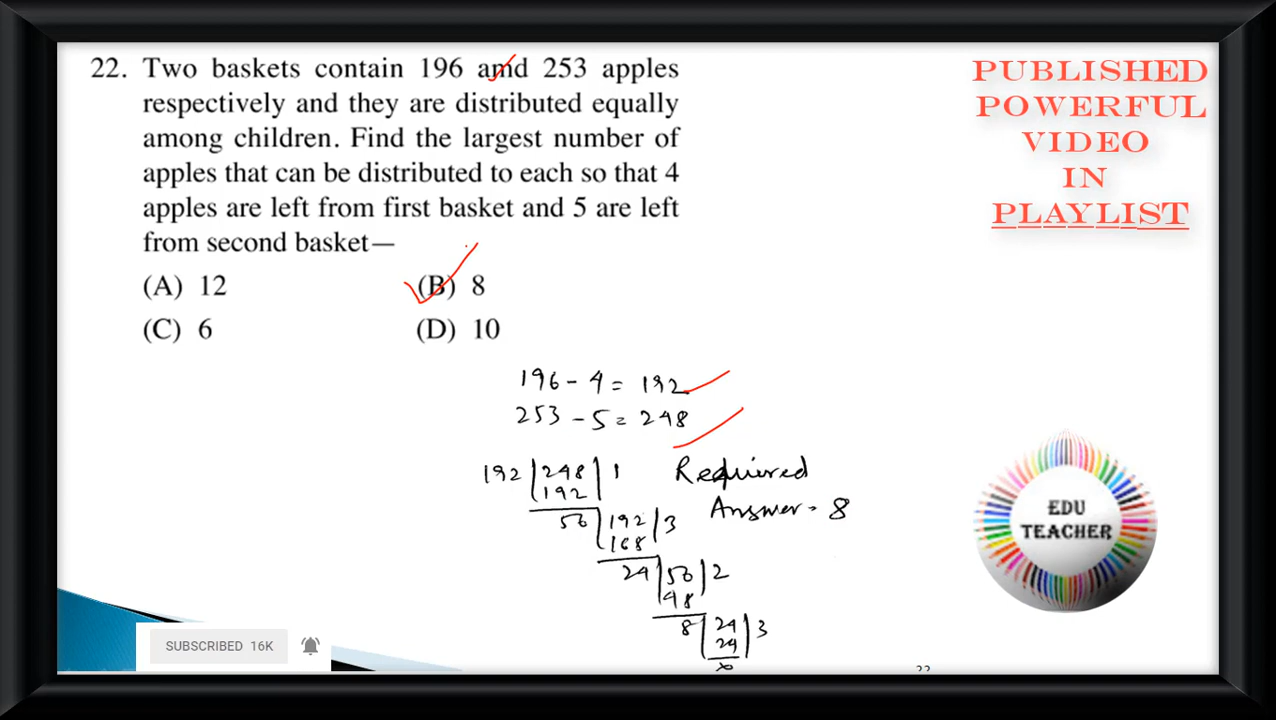 22. Two baskets contain 196 amd 253 apples
respectively and they are distributed equally
among children. Find the largest number of
apples that can be distributed to each so that 4
apples are left from first basket and 5 are left
from second basket—
(A) 12 (B) 8
(C) 6 (D) 10
196 - 4 = 192
253 - 5 = 248
192 | 248 | 1
192
56 | 192 | 3
168
24 | 56 | 2
48
8 | 24 | 3
24
Required
Answer = 8
PUBLISHED
POWERFUL
VIDEO
IN
PLAYLIST
EDU
TEACHER
SUBSCRIBED 16K